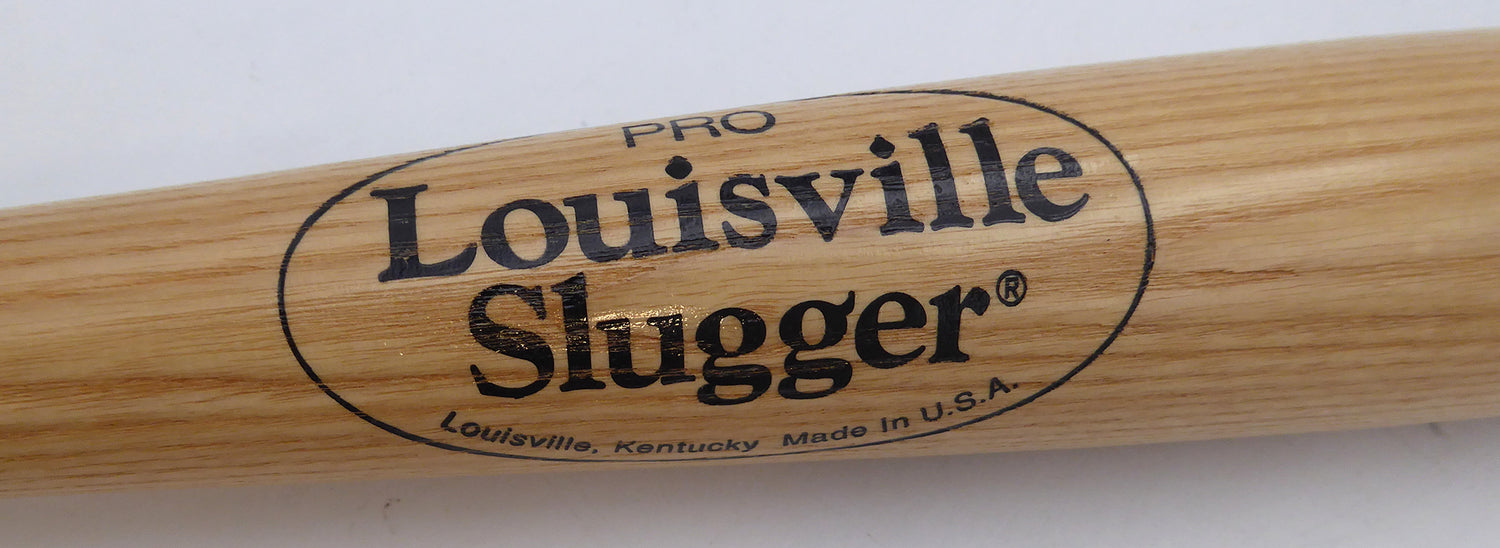 PRO
Louisville
Slugger®
Louisville, Kentucky Made In U.S.A.